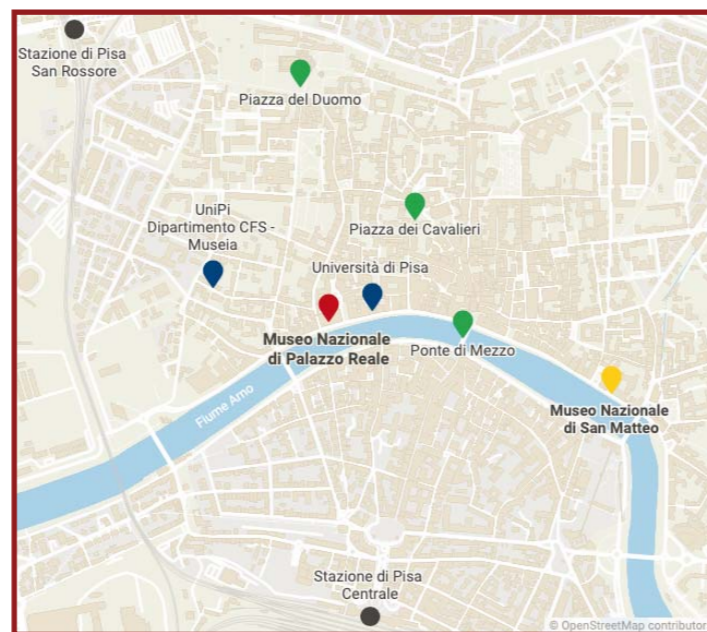 Stazione di Pisa
San Rossore
Piazza del Duomo
UniPi
Dipartimento CFS -
Museia
Piazza dei Cavalieri
Università di Pisa
Museo Nazionale
di Palazzo Reale
Ponte di Mezzo
Museo Nazionale
di San Matteo
Fiume Arno
Stazione di Pisa
Centrale
© OpenStreetMap contributor